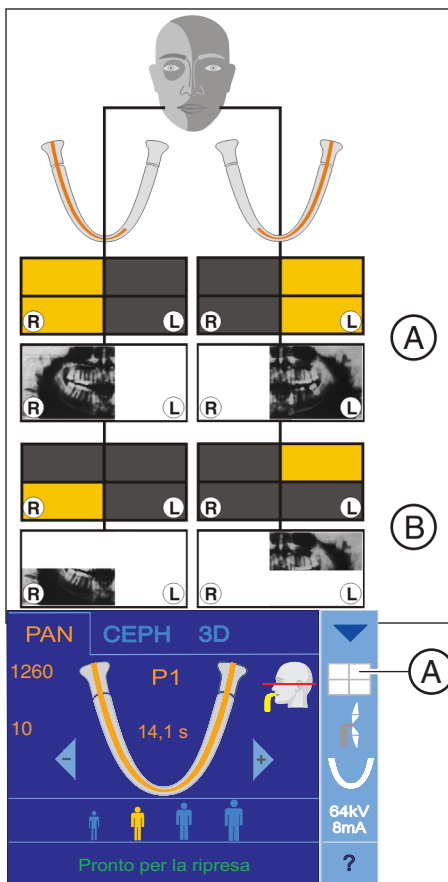 R L R L
A
R L R L
R L R L
B
R L R L
PAN CEPH 3D
1260 P1
A
10 14,1 s
- +
64kV
8mA
Pronto per la ripresa ?